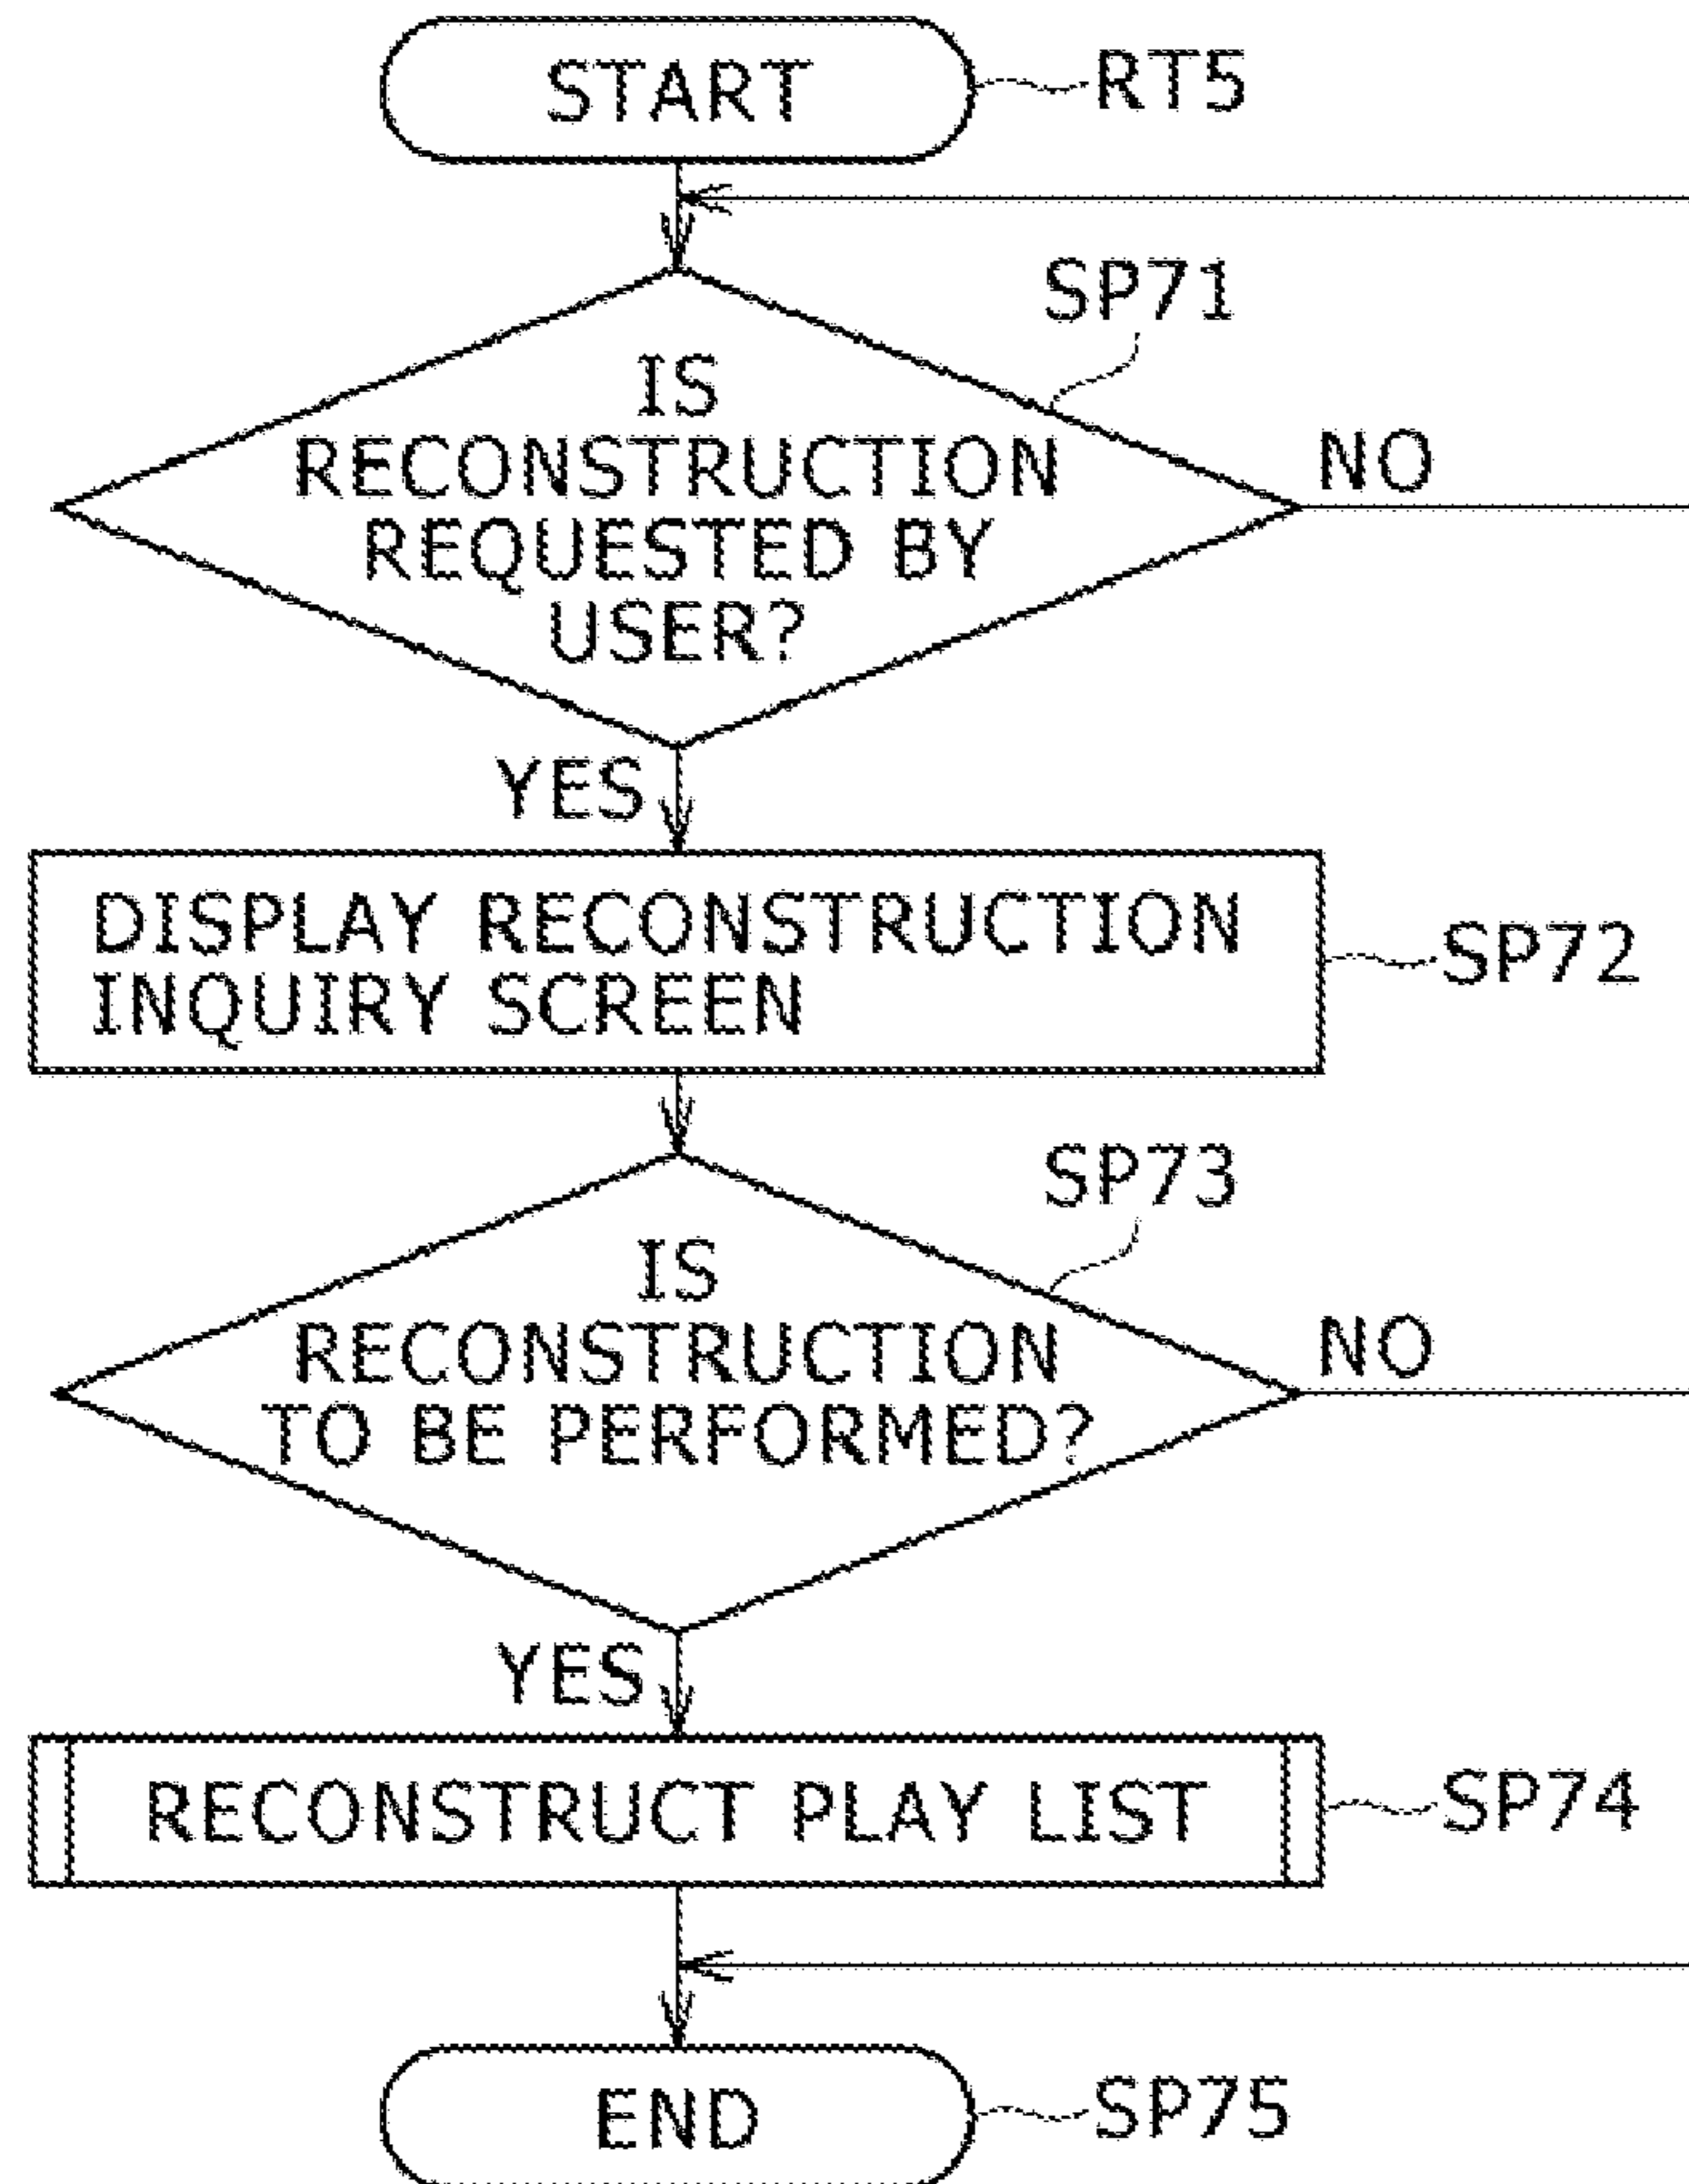 START
RT5
SP71
IS
RECONSTRUCTION
REQUESTED BY
USER?
NO
YES
DISPLAY RECONSTRUCTION
INQUIRY SCREEN
SP72
SP73
IS
RECONSTRUCTION
TO BE PERFORMED?
NO
YES
RECONSTRUCT PLAY LIST
SP74
END
SP75